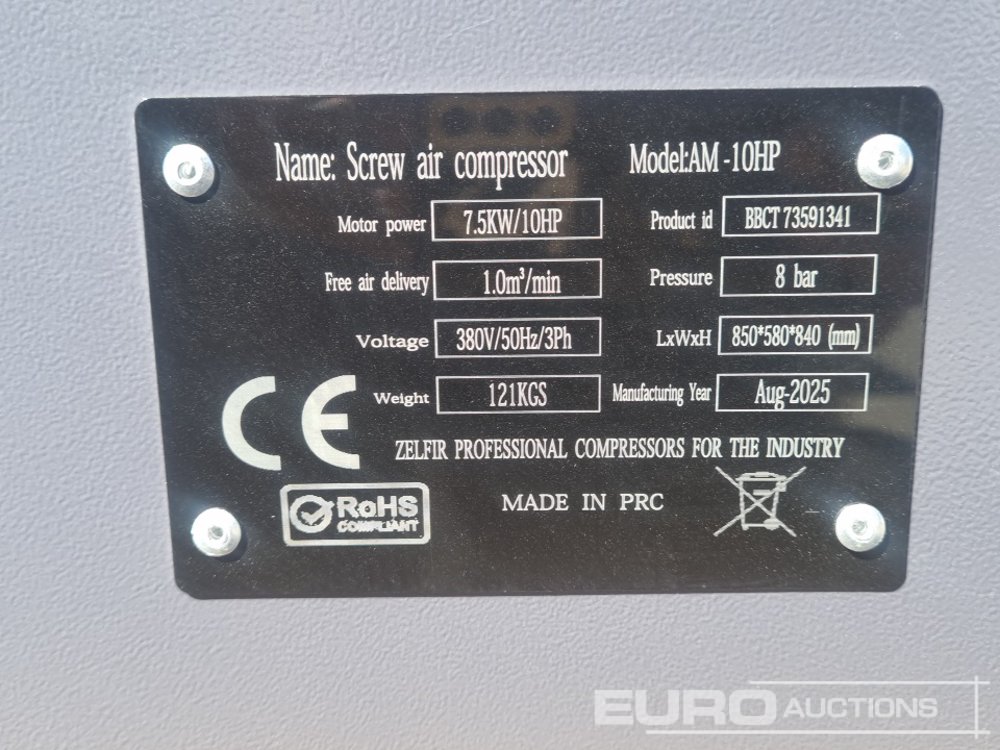 Name: Screw air compressor Model:AM -10HP
Motor power 7.5KW/10HP Product id BBCT 73591341
Free air delivery 1.0m³/min Pressure 8 bar
Voltage 380V/50Hz/3Ph LxWxH 850*580*840 (mm)
Weight 121KGS Manufacturing Year Aug-2025
CE
ZELFIR PROFESSIONAL COMPRESSORS FOR THE INDUSTRY
RoHS
COMPLIANT
MADE IN PRC
EURO AUCTIONS